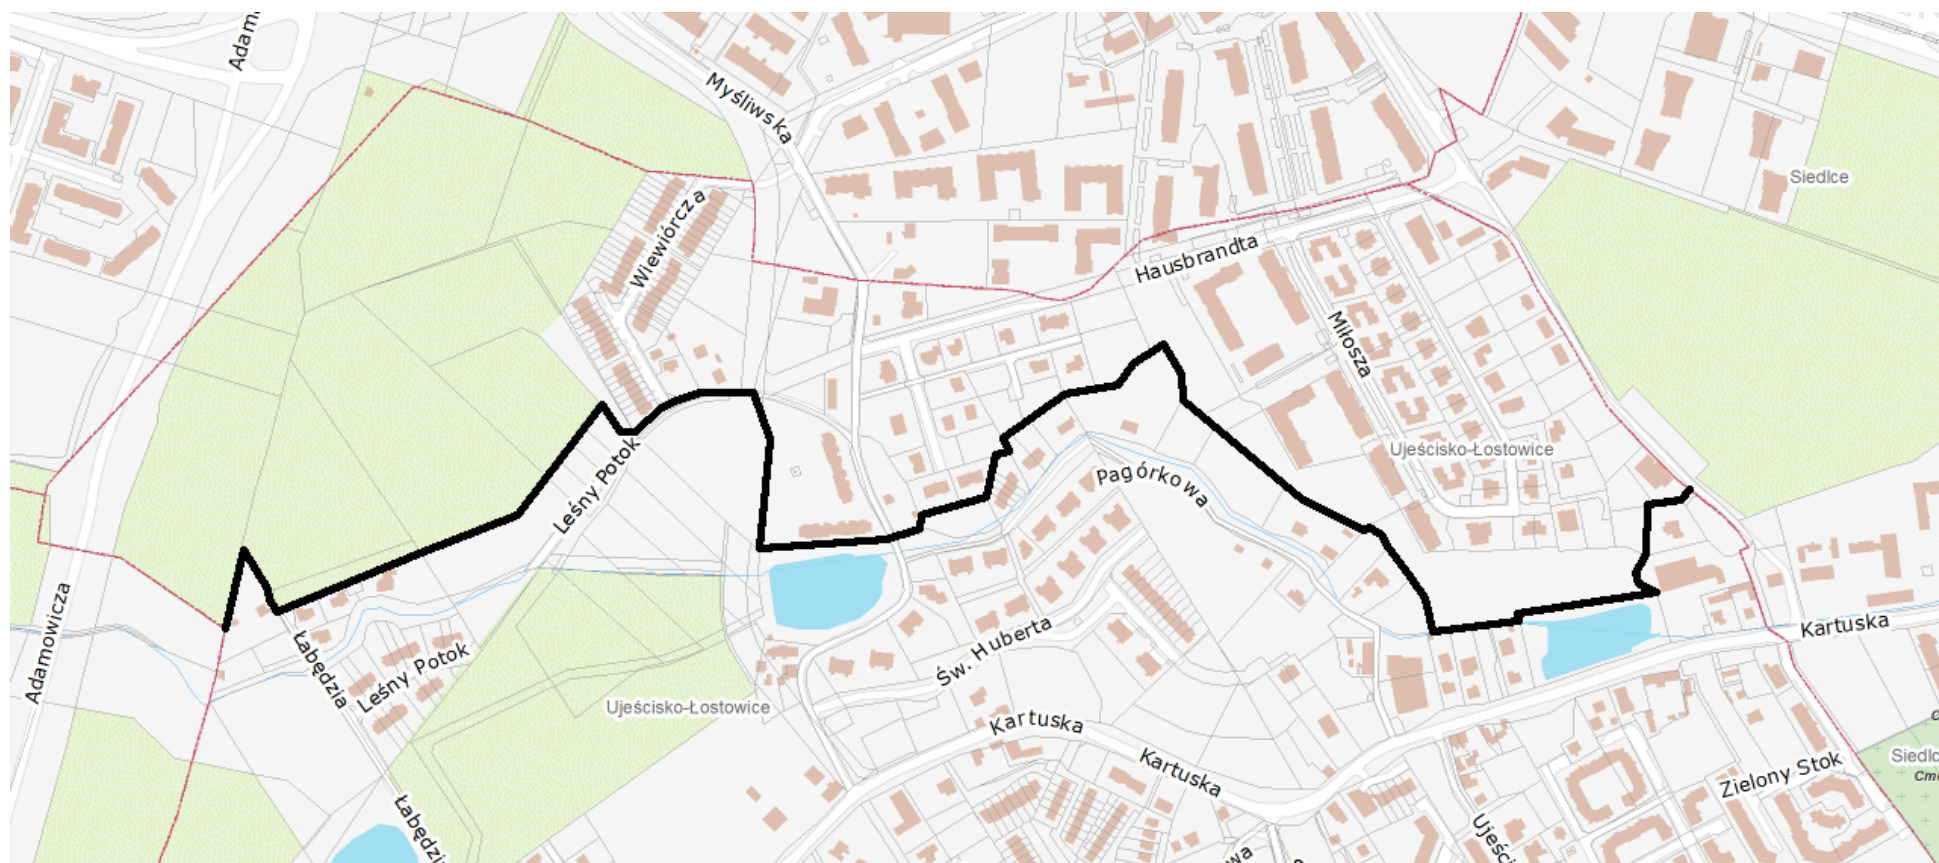 Myśliwska
Siedlce
Wiewiórcza
Hausbrandta
Miłosza
Ujeścisko-Łostowice
Leśny Potok
Pagórkowa
Adamowicza
Kartuska
Św. Huberta
Łabędzia
Leśny Potok
Ujeścisko-Łostowice
Kartuska
Kartuska
Zielony Stok